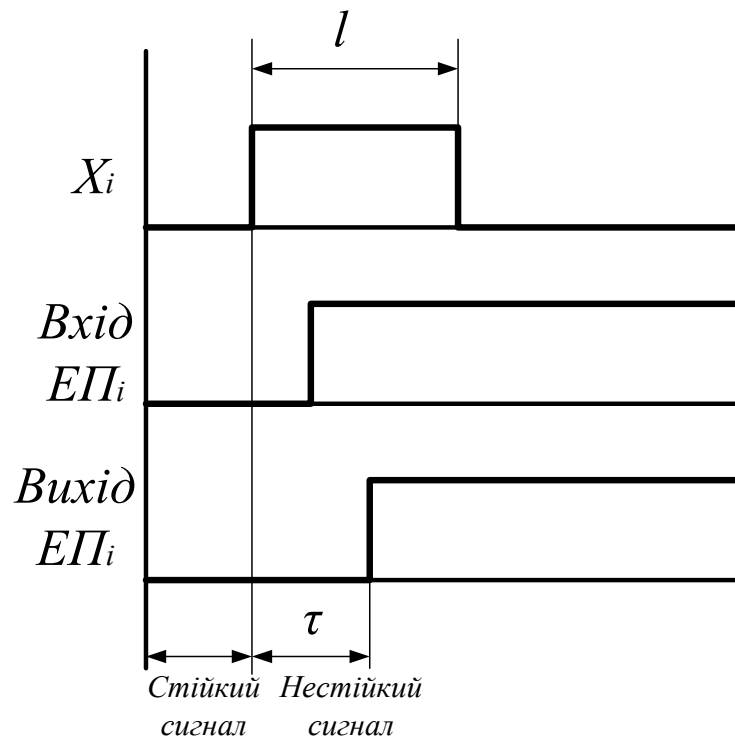 l
Xi
Вхід
ЕПi
Вихід
ЕПi
τ
Стійкий сигнал
Нестійкий сигнал